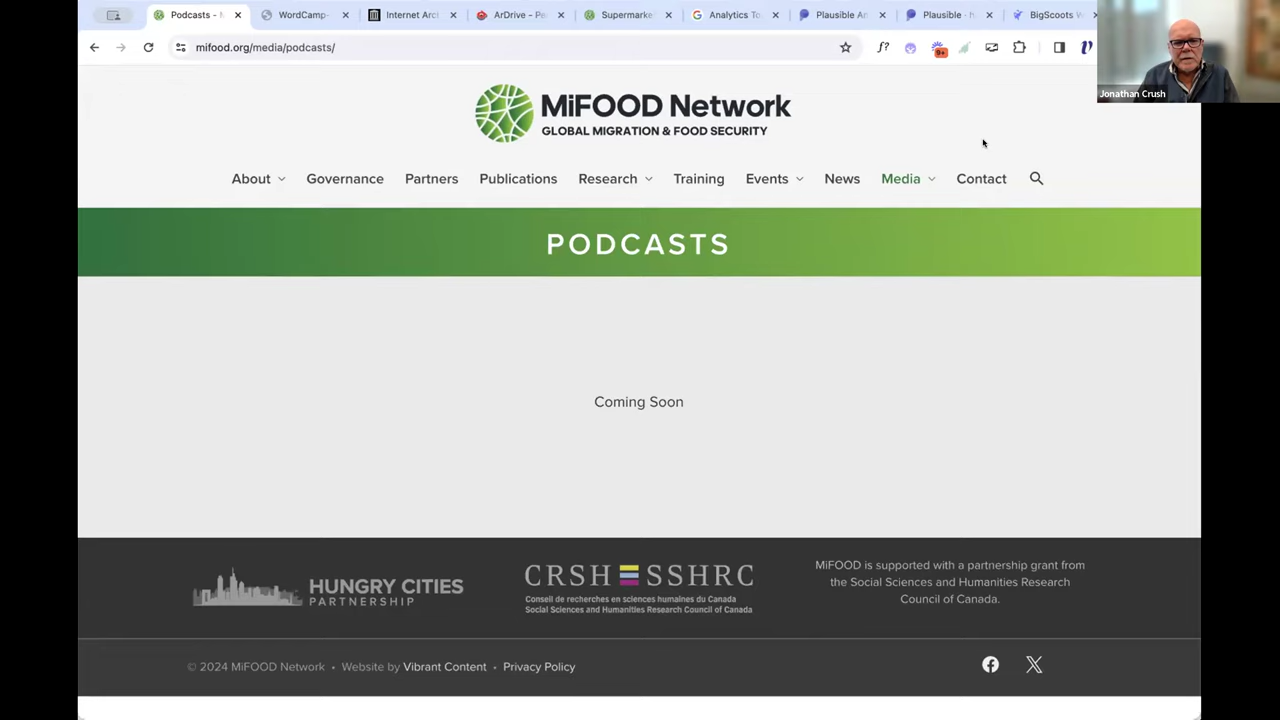 Podcasts - M
WordCamp-
Internet Arc
ArDrive - Pe
Supermarke
Analytics To
Plausible An
Plausible · h
BigScoots W
mifood.org/media/podcasts/
f?
9+
Jonathan Crush
MiFOOD Network
GLOBAL MIGRATION & FOOD SECURITY
About Governance Partners Publications Research Training Events News Media Contact
PODCASTS
Coming Soon
HUNGRY CITIES
PARTNERSHIP
CRSH SSHRC
Conseil de recherches en sciences humaines du Canada
Social Sciences and Humanities Research Council of Canada
MiFOOD is supported with a partnership grant from
the Social Sciences and Humanities Research
Council of Canada.
© 2024 MiFOOD Network • Website by Vibrant Content • Privacy Policy